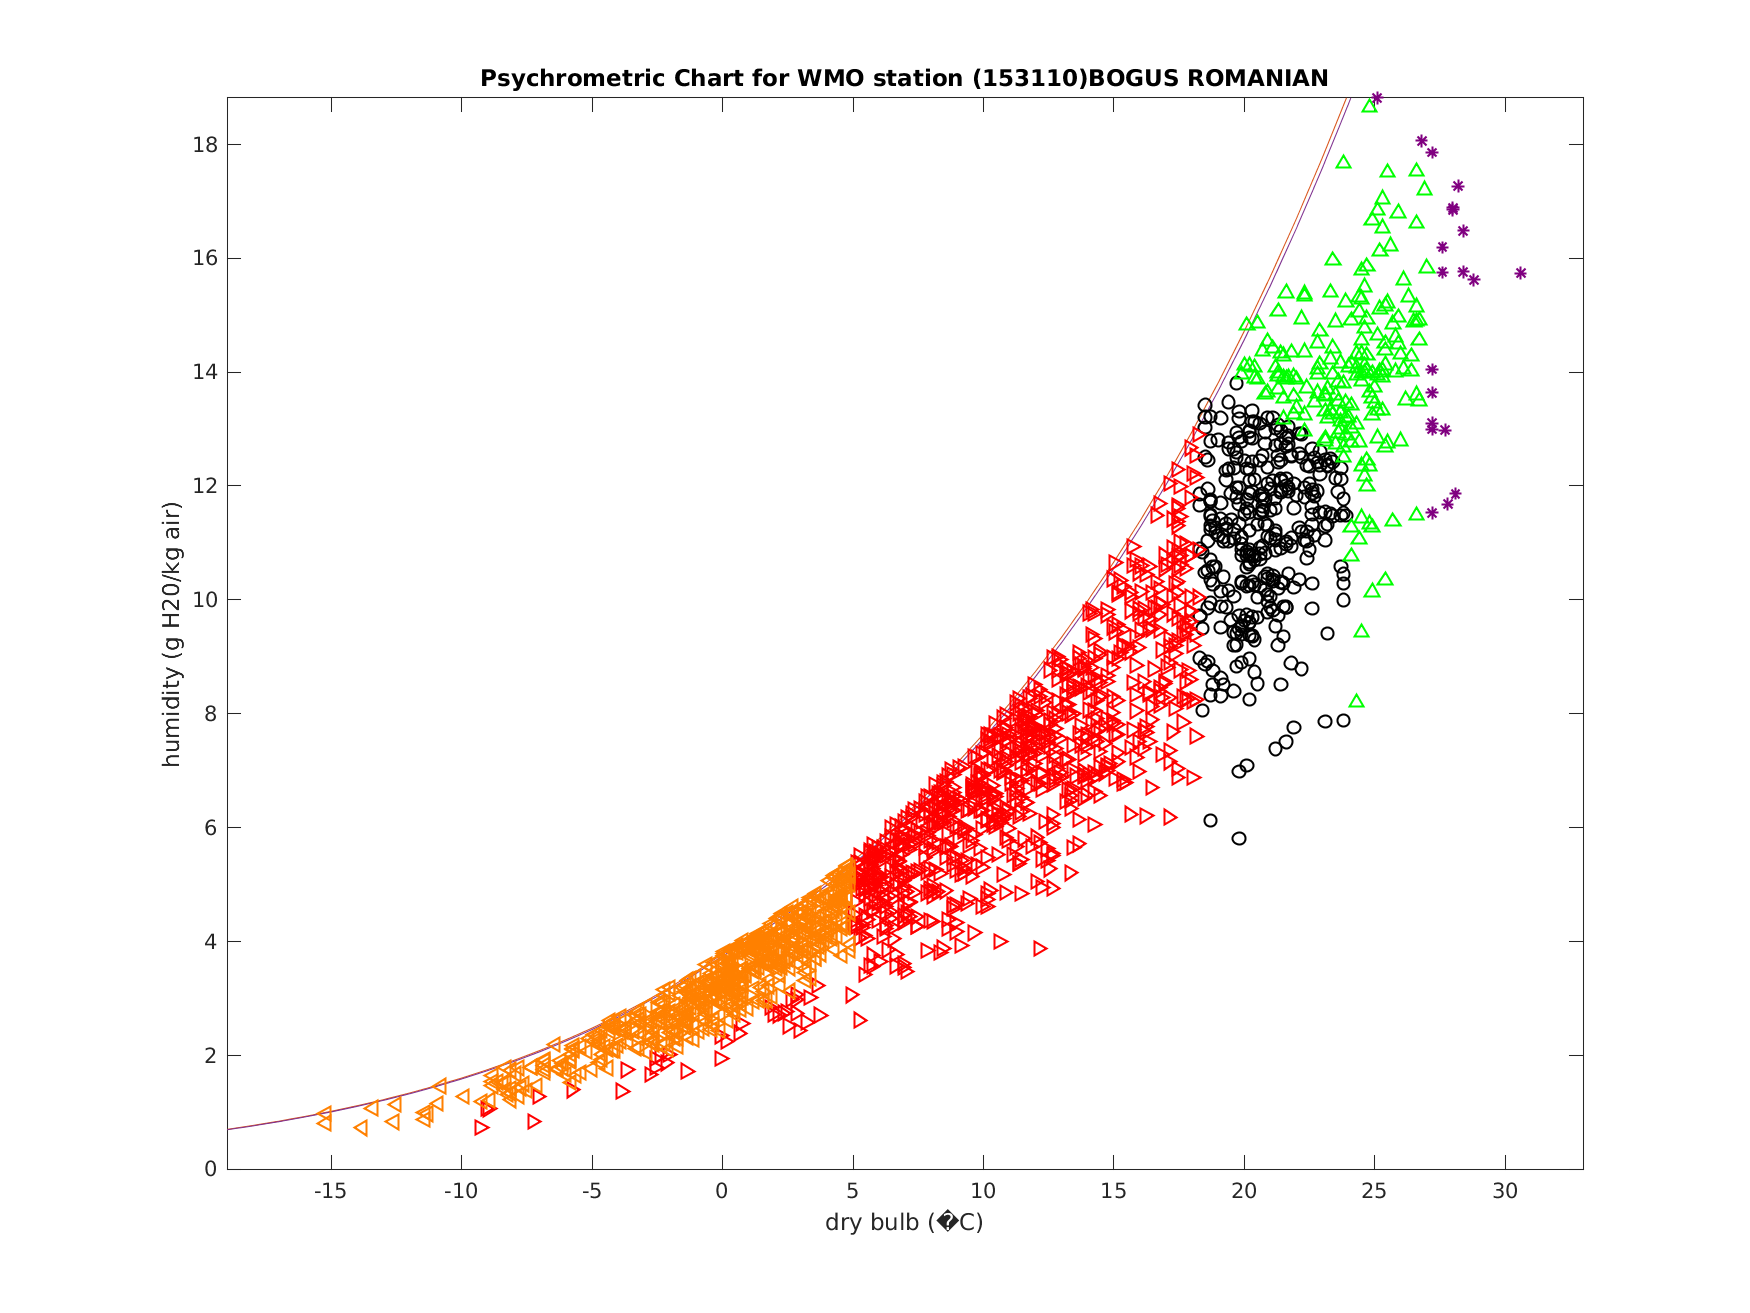 Psychrometric Chart for WMO station (153110)BOGUS ROMANIAN
18
16
14
12
10
8
6
4
2
0
humidity (g H20/kg air)
-15 -10 -5 0 5 10 15 20 25 30
dry bulb (�C)